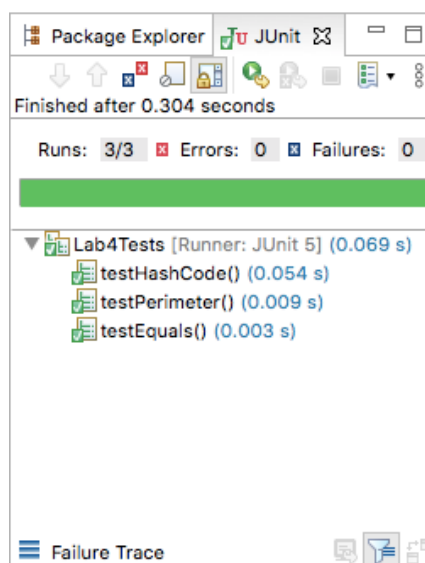 Package Explorer JUnit
Finished after 0.304 seconds
Runs: 3/3 Errors: 0 Failures: 0
Lab4Tests [Runner: JUnit 5] (0.069 s)
testHashCode() (0.054 s)
testPerimeter() (0.009 s)
testEquals() (0.003 s)
Failure Trace